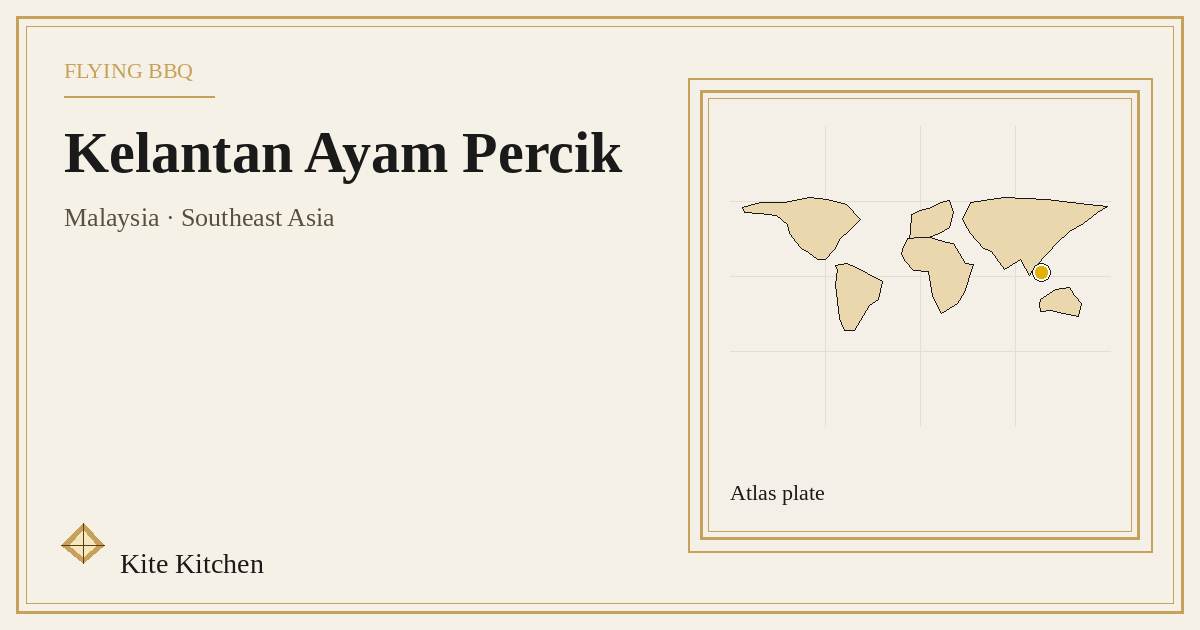 FLYING BBQ
Kelantan Ayam Percik
Malaysia · Southeast Asia
Atlas plate
Kite Kitchen